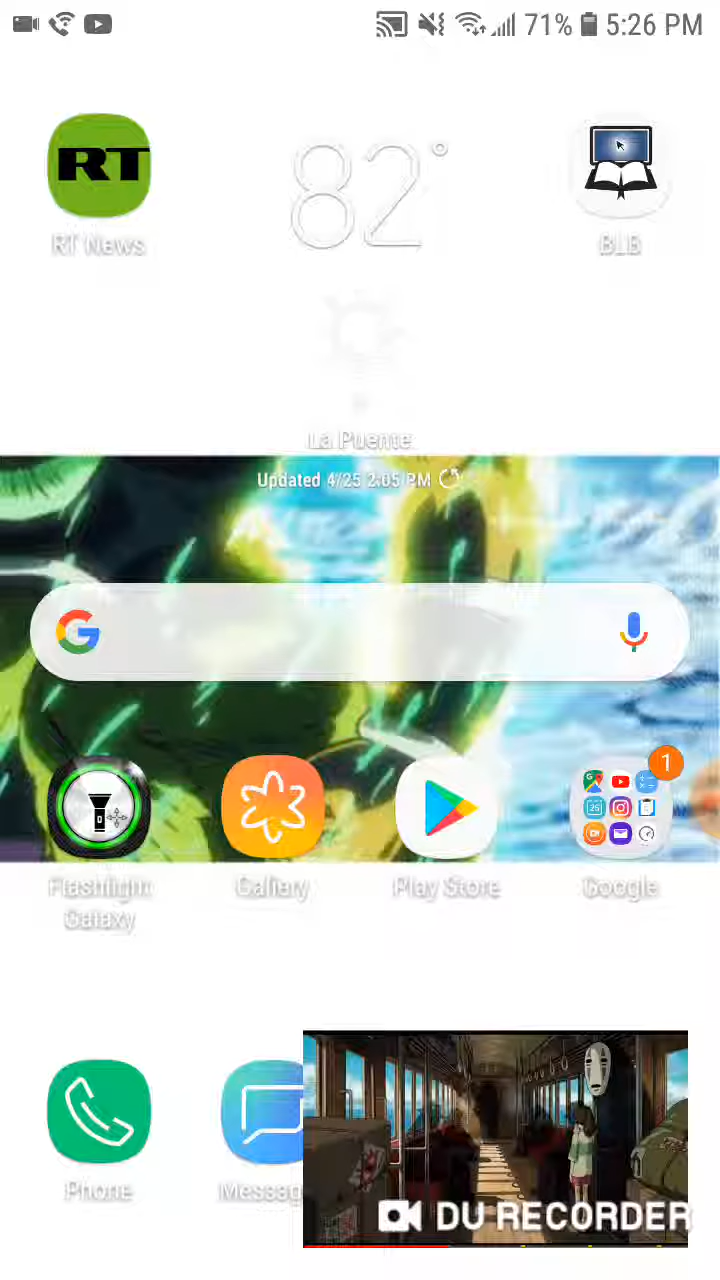 71% 5:26 PM
RT
82°
RT News
BLB
La Puente
Updated 4/25 2:05 PM
G
1
Flashlight
Galaxy
Gallery
Play Store
Google
Phone
Messag
DU RECORDER